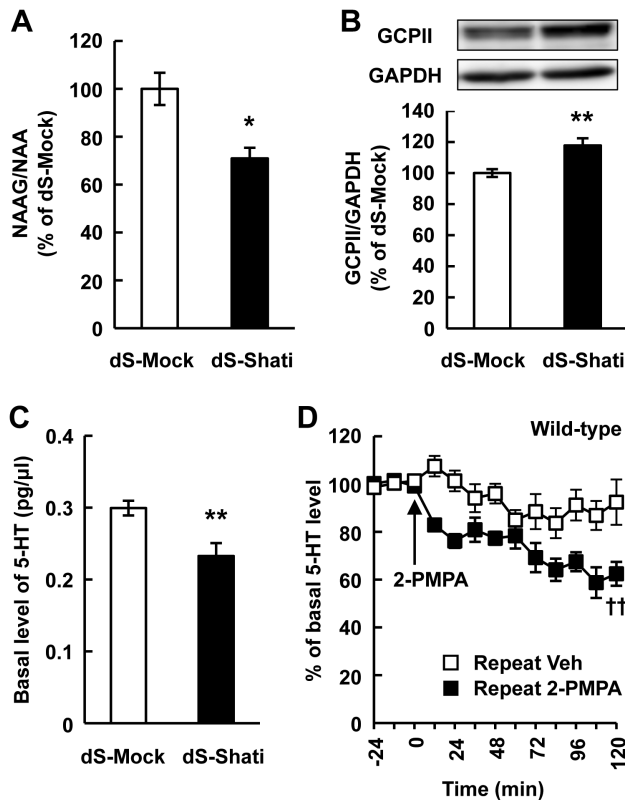 A
NAAG/NAA
(% of dS-Mock)
120
100
80
60
40
20
0
*
dS-Mock
dS-Shati
B
GCPII
GAPDH
GCPII/GAPDH
(% of dS-Mock)
140
120
100
80
60
40
20
0
**
dS-Mock
dS-Shati
C
Basal level of 5-HT (pg/µl)
0.4
0.3
0.2
0.1
0
**
dS-Mock
dS-Shati
D
Wild-type
% of basal 5-HT level
120
100
80
60
40
20
0
2-PMPA
††
Repeat Veh
Repeat 2-PMPA
-24
0
24
48
72
96
120
Time (min)